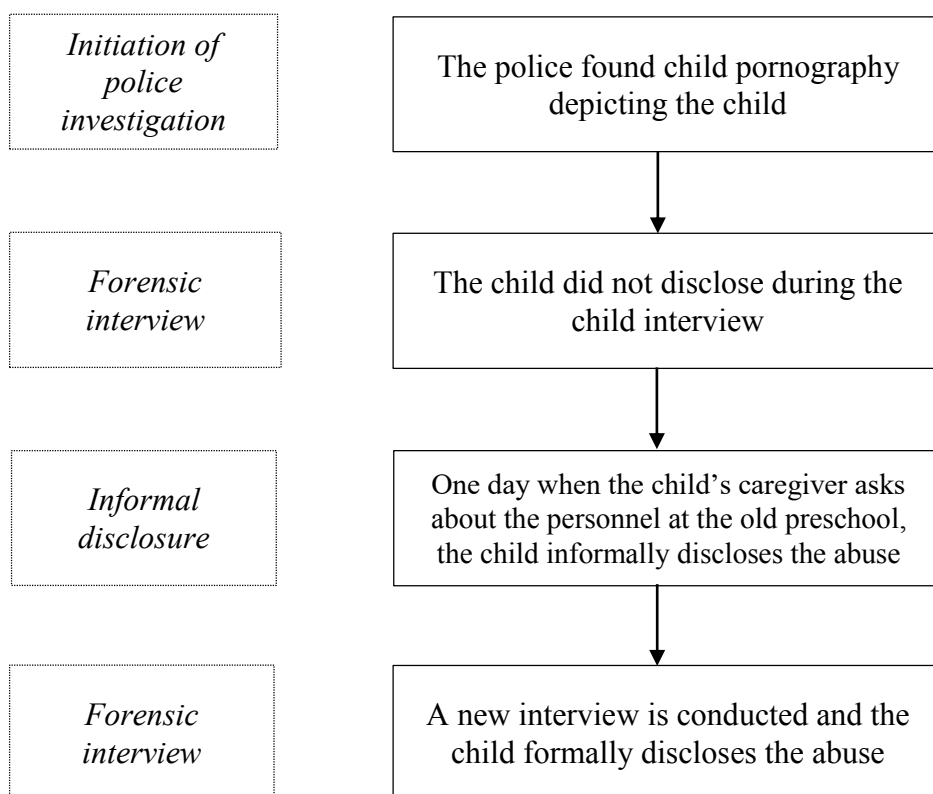 Initiation of
police
investigation
The police found child pornography
depicting the child
Forensic
interview
The child did not disclose during the
child interview
Informal
disclosure
One day when the child’s caregiver asks
about the personnel at the old preschool,
the child informally discloses the abuse
Forensic
interview
A new interview is conducted and the
child formally discloses the abuse